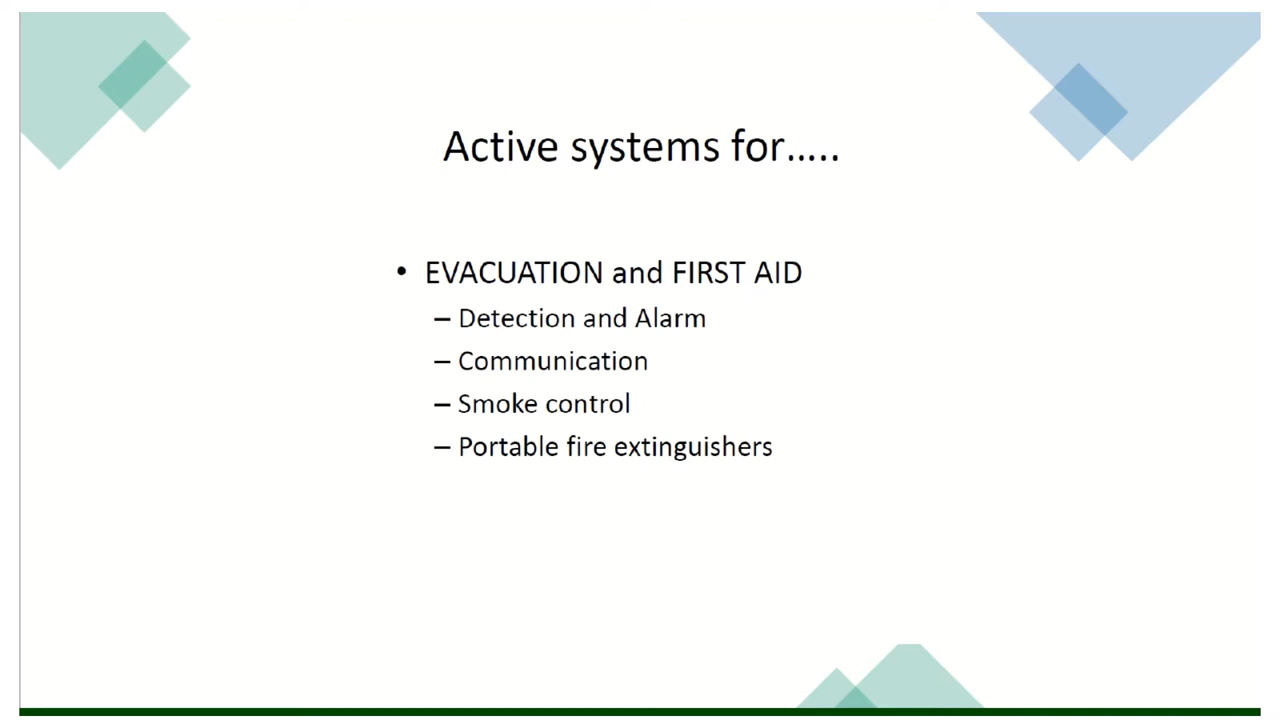 Active systems for.....
• EVACUATION and FIRST AID
– Detection and Alarm
– Communication
– Smoke control
– Portable fire extinguishers